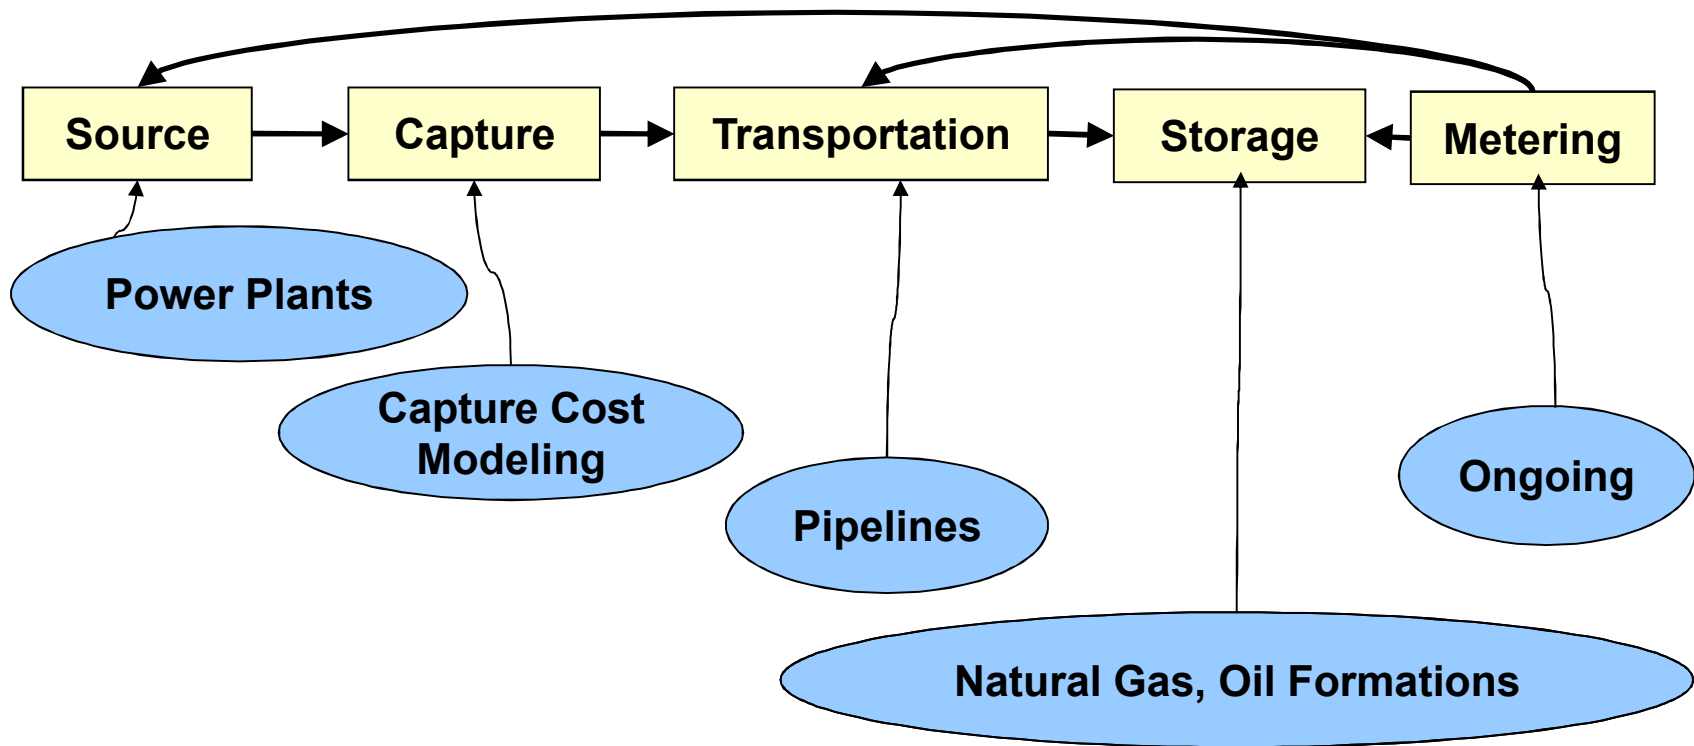 Source
Capture
Transportation
Storage
Metering
Power Plants
Capture Cost
Modeling
Pipelines
Ongoing
Natural Gas, Oil Formations